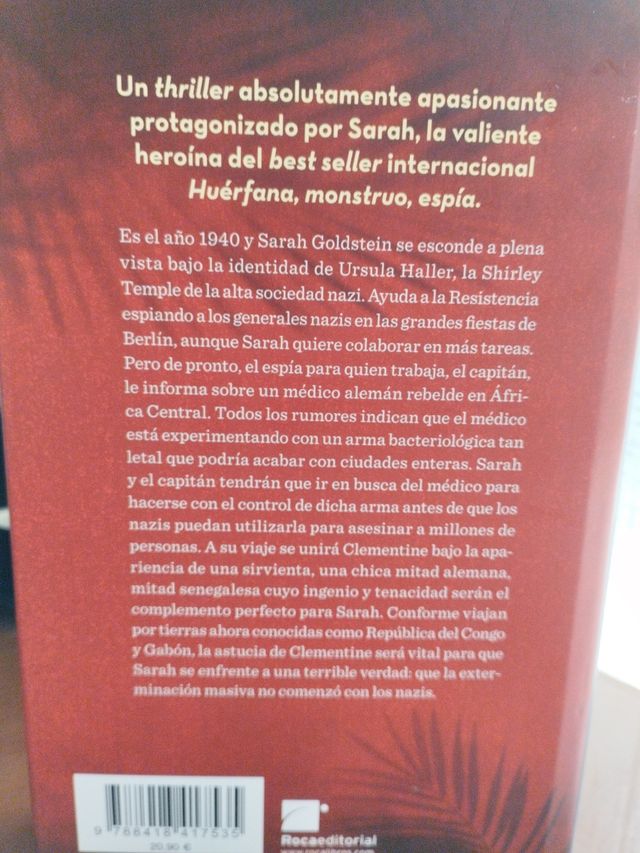 Un thriller absolutamente apasionante
protagonizado por Sarah, la valiente
heroína del best seller internacional
Huérfana, monstruo, espía.
Es el año 1940 y Sarah Goldstein se esconde a plena
vista bajo la identidad de Ursula Haller, la Shirley
Temple de la alta sociedad nazi. Ayuda a la Resistencia
espiando a los generales nazis en las grandes fiestas de
Berlín, aunque Sarah quiere colaborar en más tareas.
Pero de pronto, el espía para quien trabaja, el capitán,
le informa sobre un médico alemán rebelde en Áfri-
ca Central. Todos los rumores indican que el médico
está experimentando con un arma bacteriológica tan
letal que podría acabar con ciudades enteras. Sarah
y el capitán tendrán que ir en busca del médico para
hacerse con el control de dicha arma antes de que los
nazis puedan utilizarla para asesinar a millones de
personas. A su viaje se unirá Clementine bajo la apa-
riencia de una sirvienta, una chica mitad alemana,
mitad senegalesa cuyo ingenio y tenacidad serán el
complemento perfecto para Sarah. Conforme viajan
por tierras ahora conocidas como República del Congo
y Gabón, la astucia de Clementine será vital para que
Sarah se enfrente a una terrible verdad: que la exter-
minación masiva no comenzó con los nazis.
9 788418 417535
20,90 €
Rocaeditorial